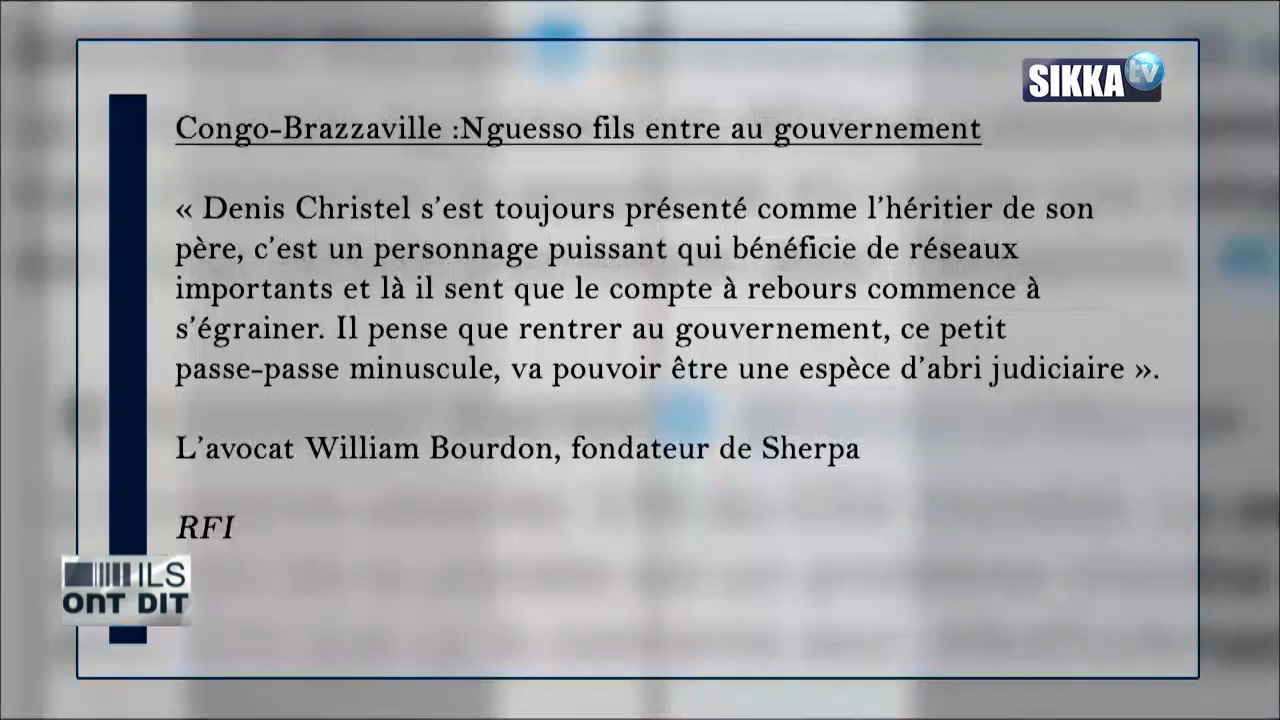 SIKKA tv
Congo-Brazzaville :Nguesso fils entre au gouvernement
« Denis Christel s'est toujours présenté comme l'héritier de son
père, c'est un personnage puissant qui bénéficie de réseaux
importants et là il sent que le compte à rebours commence à
s'égrainer. Il pense que rentrer au gouvernement, ce petit
passe-passe minuscule, va pouvoir être une espèce d'abri judiciaire ».
L'avocat William Bourdon, fondateur de Sherpa
RFI
ILS
ONT DIT